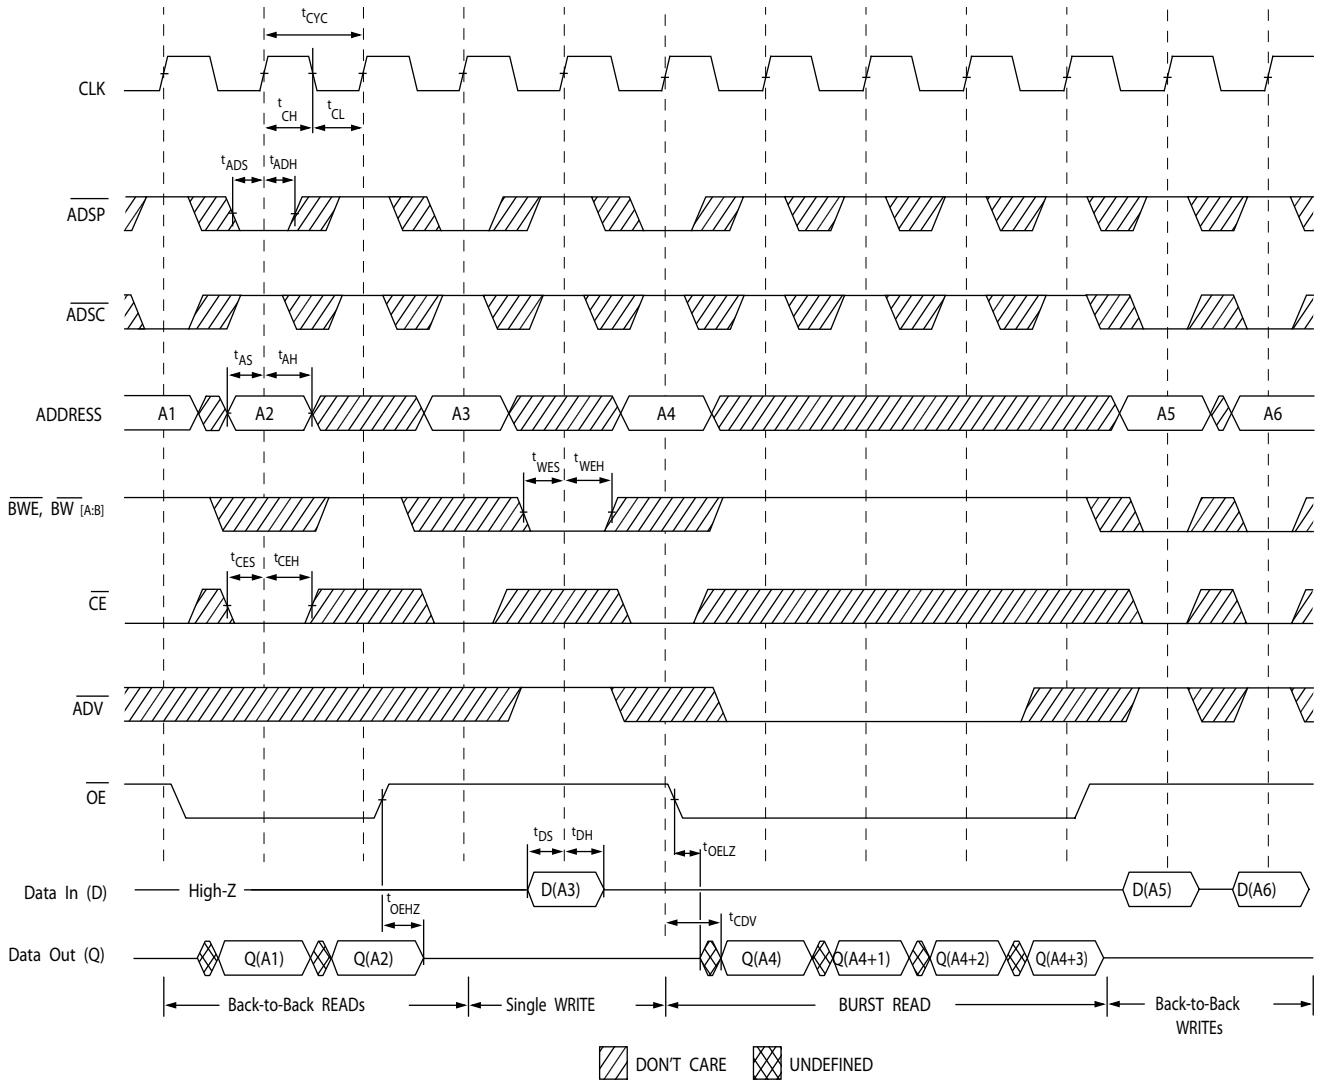 tCYC
CLK
tCH tCL
tADS tADH
ADSP
ADSC
tAS tAH
ADDRESS A1 A2 A3 A4 A5 A6
tWES tWEH
BWE, BW [A:B]
tCES tCEH
CE
ADV
OE
tDS tDH
tOELZ
Data In (D) High-Z D(A3) D(A5) D(A6)
tOEHZ tCDV
Data Out (Q) Q(A1) Q(A2) Q(A4) Q(A4+1) Q(A4+2) Q(A4+3)
Back-to-Back READs Single WRITE BURST READ Back-to-Back
WRITEs
DON'T CARE UNDEFINED